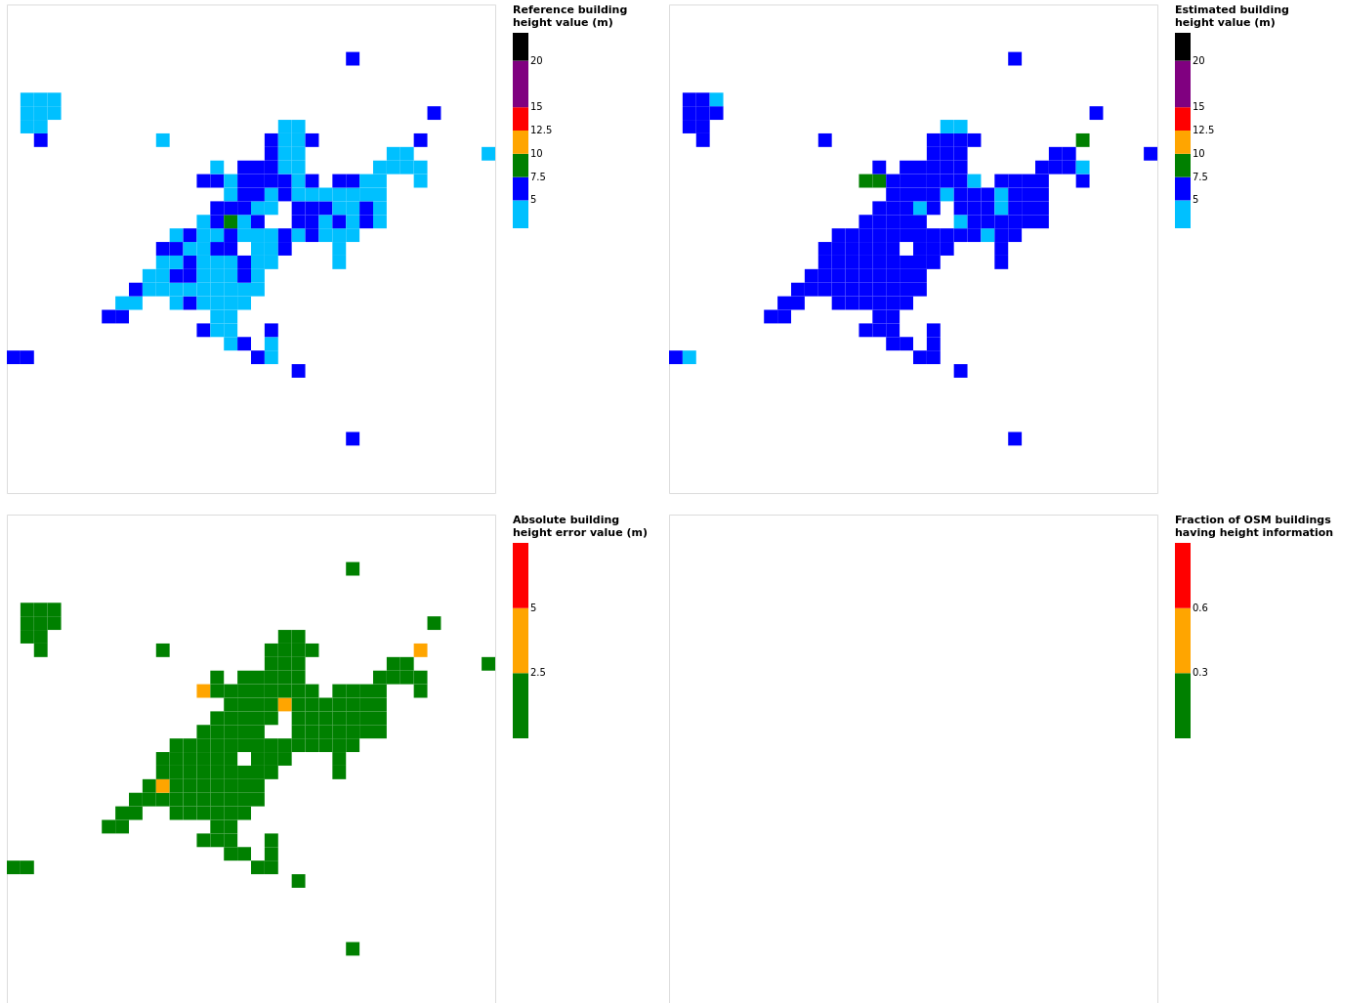 Reference building
height value (m)
20
15
12.5
10
7.5
5
Estimated building
height value (m)
20
15
12.5
10
7.5
5
Absolute building
height error value (m)
5
2.5
Fraction of OSM buildings
having height information
0.6
0.3